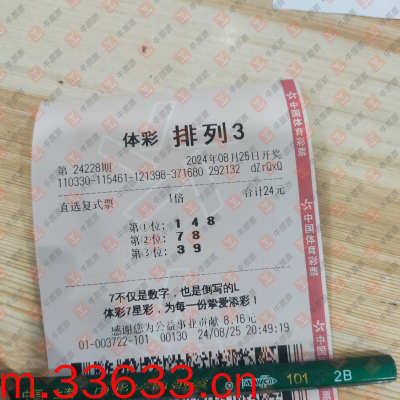 体彩 排列3
第 24228期 2024年08月25日开奖
110330-115461-121398-371680 292132 dZrQxQ
直选复式票 1倍 合计24元
第1位: 1 4 8
第2位: 7 8
第3位: 3 9
7不仅是数字，也是倒写的L
体彩7星彩，为每一份挚爱添彩！
感谢您为公益事业贡献 8.16元
01-003722-101 00130 24/08/25 20:49:19
中国体育彩票
中国体育彩票
101 2B
m.33633.cn